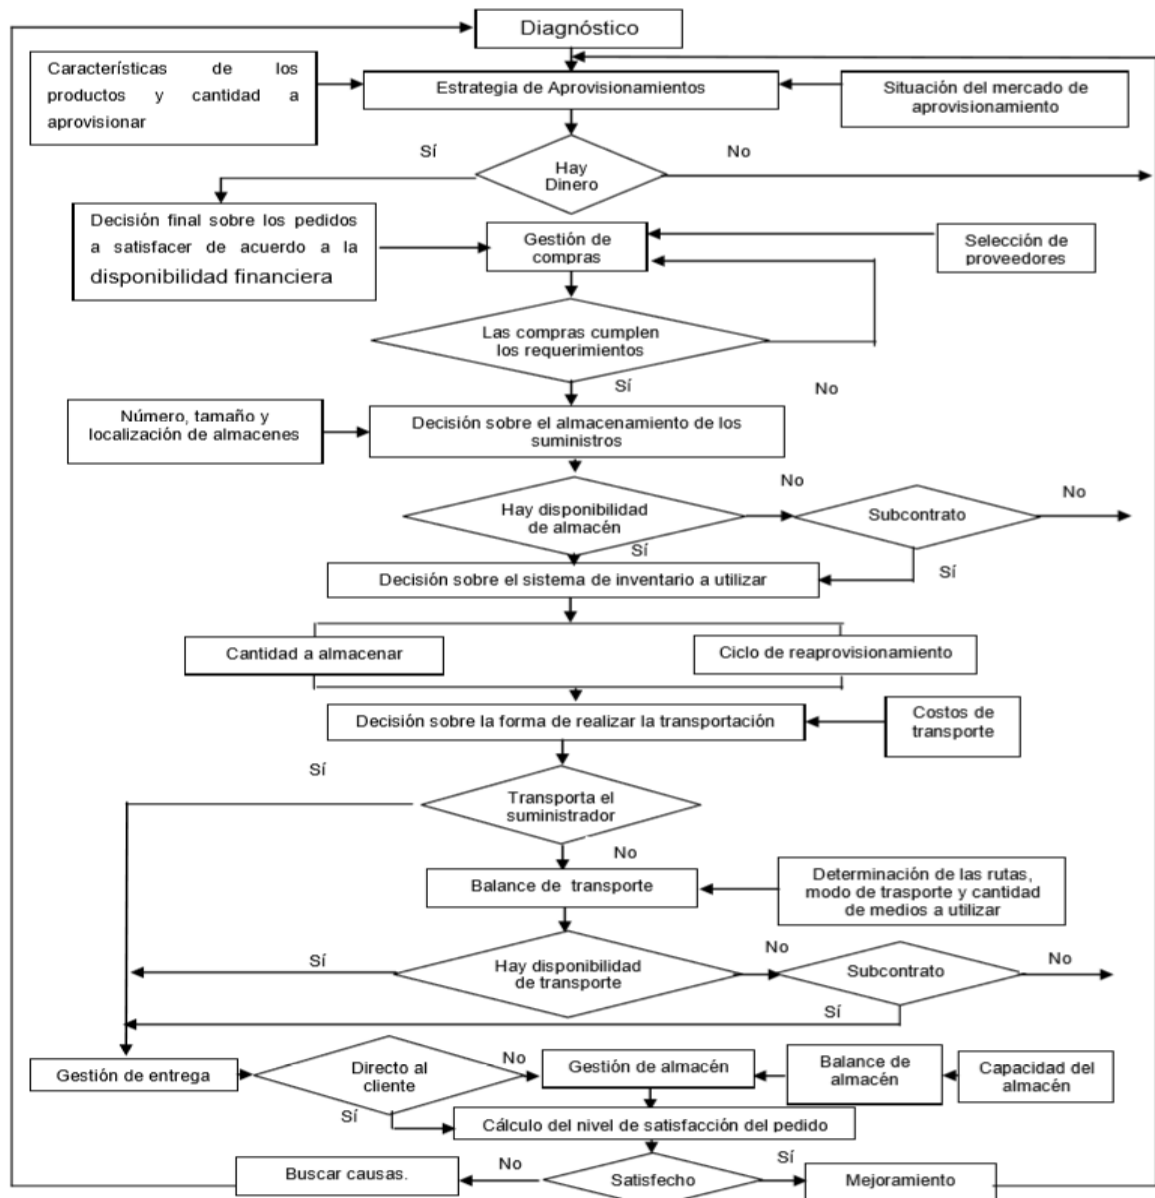 Diagnóstico
Características de los
productos y cantidad a
aprovisionar
Estrategia de Aprovisionamientos
Situación del mercado de
aprovisionamiento
Sí
No
Hay
Dinero
Decisión final sobre los pedidos
a satisfacer de acuerdo a la
disponibilidad financiera
Gestión de
compras
Selección de
proveedores
Las compras cumplen
los requerimientos
Sí
No
Número, tamaño y
localización de almacenes
Decisión sobre el almacenamiento de los
suministros
Hay disponibilidad
de almacén
No
Subcontrato
No
Sí
Sí
Decisión sobre el sistema de inventario a utilizar
Cantidad a almacenar
Ciclo de reaprovisionamiento
Decisión sobre la forma de realizar la transportación
Costos de
transporte
Sí
Transporta el
suministrador
No
Balance de transporte
Determinación de las rutas,
modo de trasporte y cantidad
de medios a utilizar
Sí
Hay disponibilidad
de transporte
No
Subcontrato
No
Sí
Gestión de entrega
Directo al
cliente
No
Gestión de almacén
Balance de
almacén
Capacidad del
almacén
Sí
Cálculo del nivel de satisfacción del pedido
Buscar causas.
No
Satisfecho
Sí
Mejoramiento